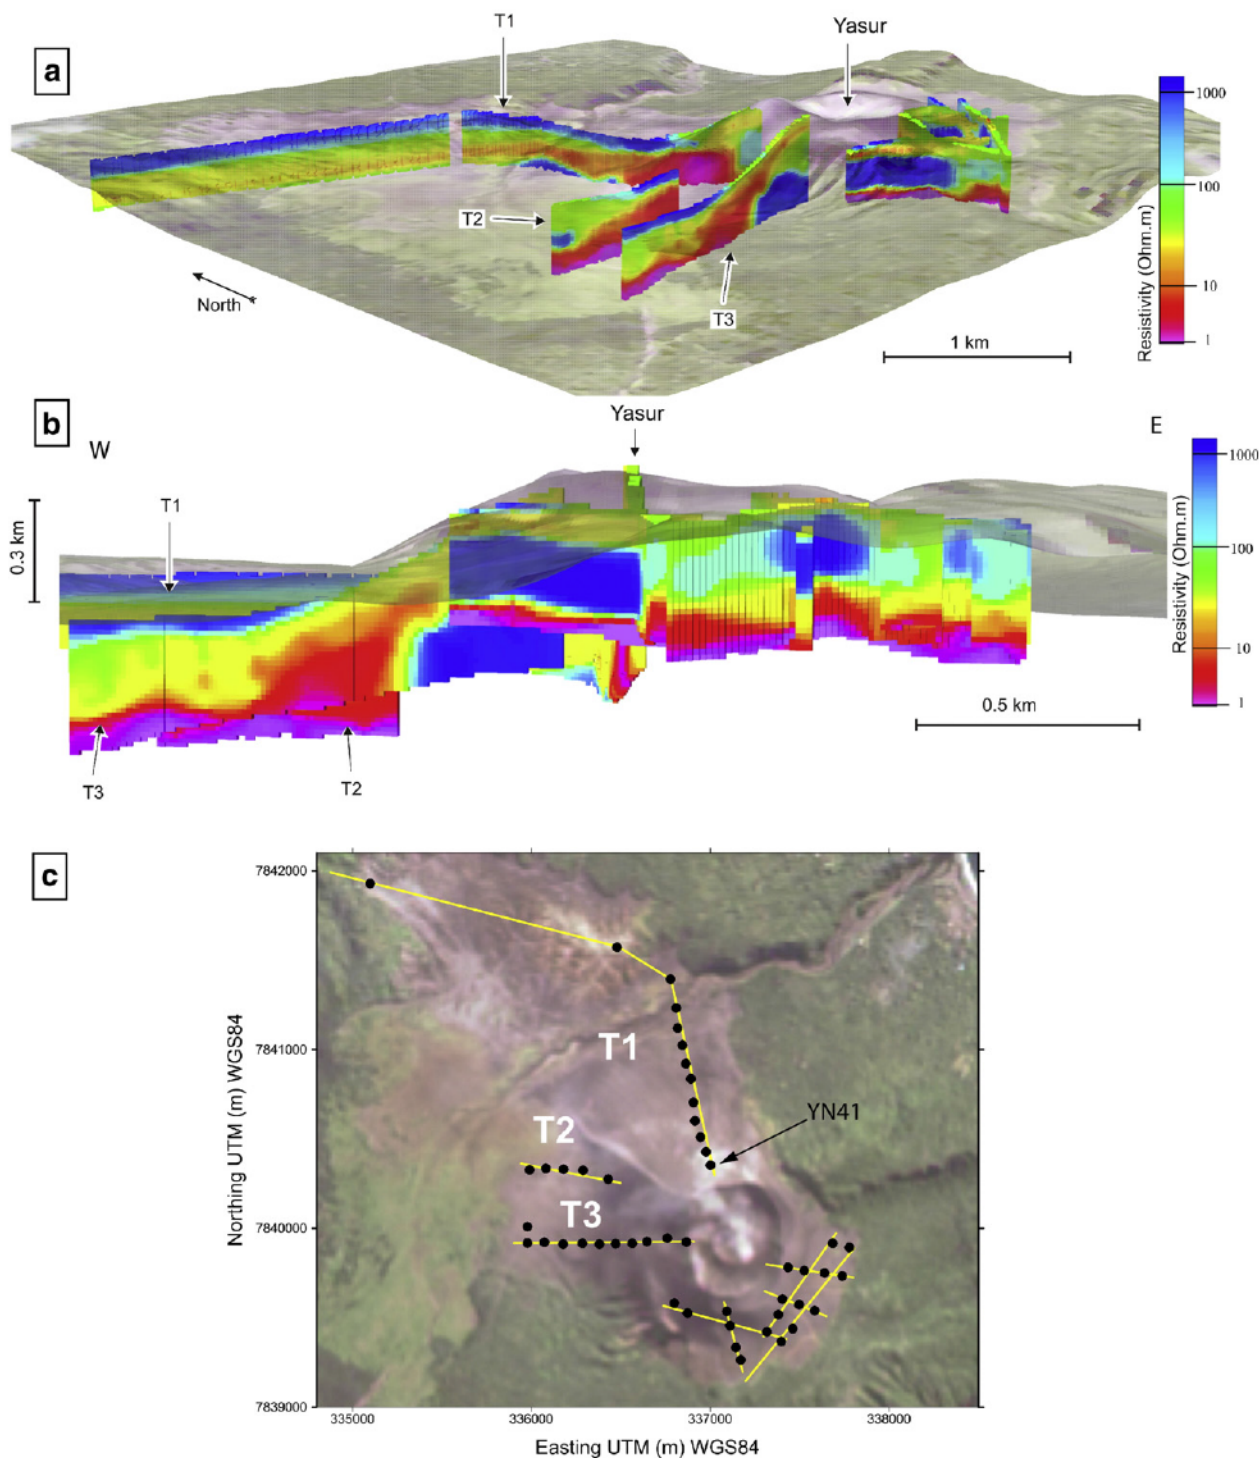 a
T1
Yasur
T2
T3
North
1 km
Resistivity (Ohm.m)
1000
100
10
1
b
W
Yasur
E
T1
0.3 km
T3
T2
0.5 km
Resistivity (Ohm.m)
1000
100
10
1
c
7842000
7841000
7840000
7839000
Northing UTM (m) WGS84
T1
T2
T3
YN41
335000
336000
337000
338000
Easting UTM (m) WGS84